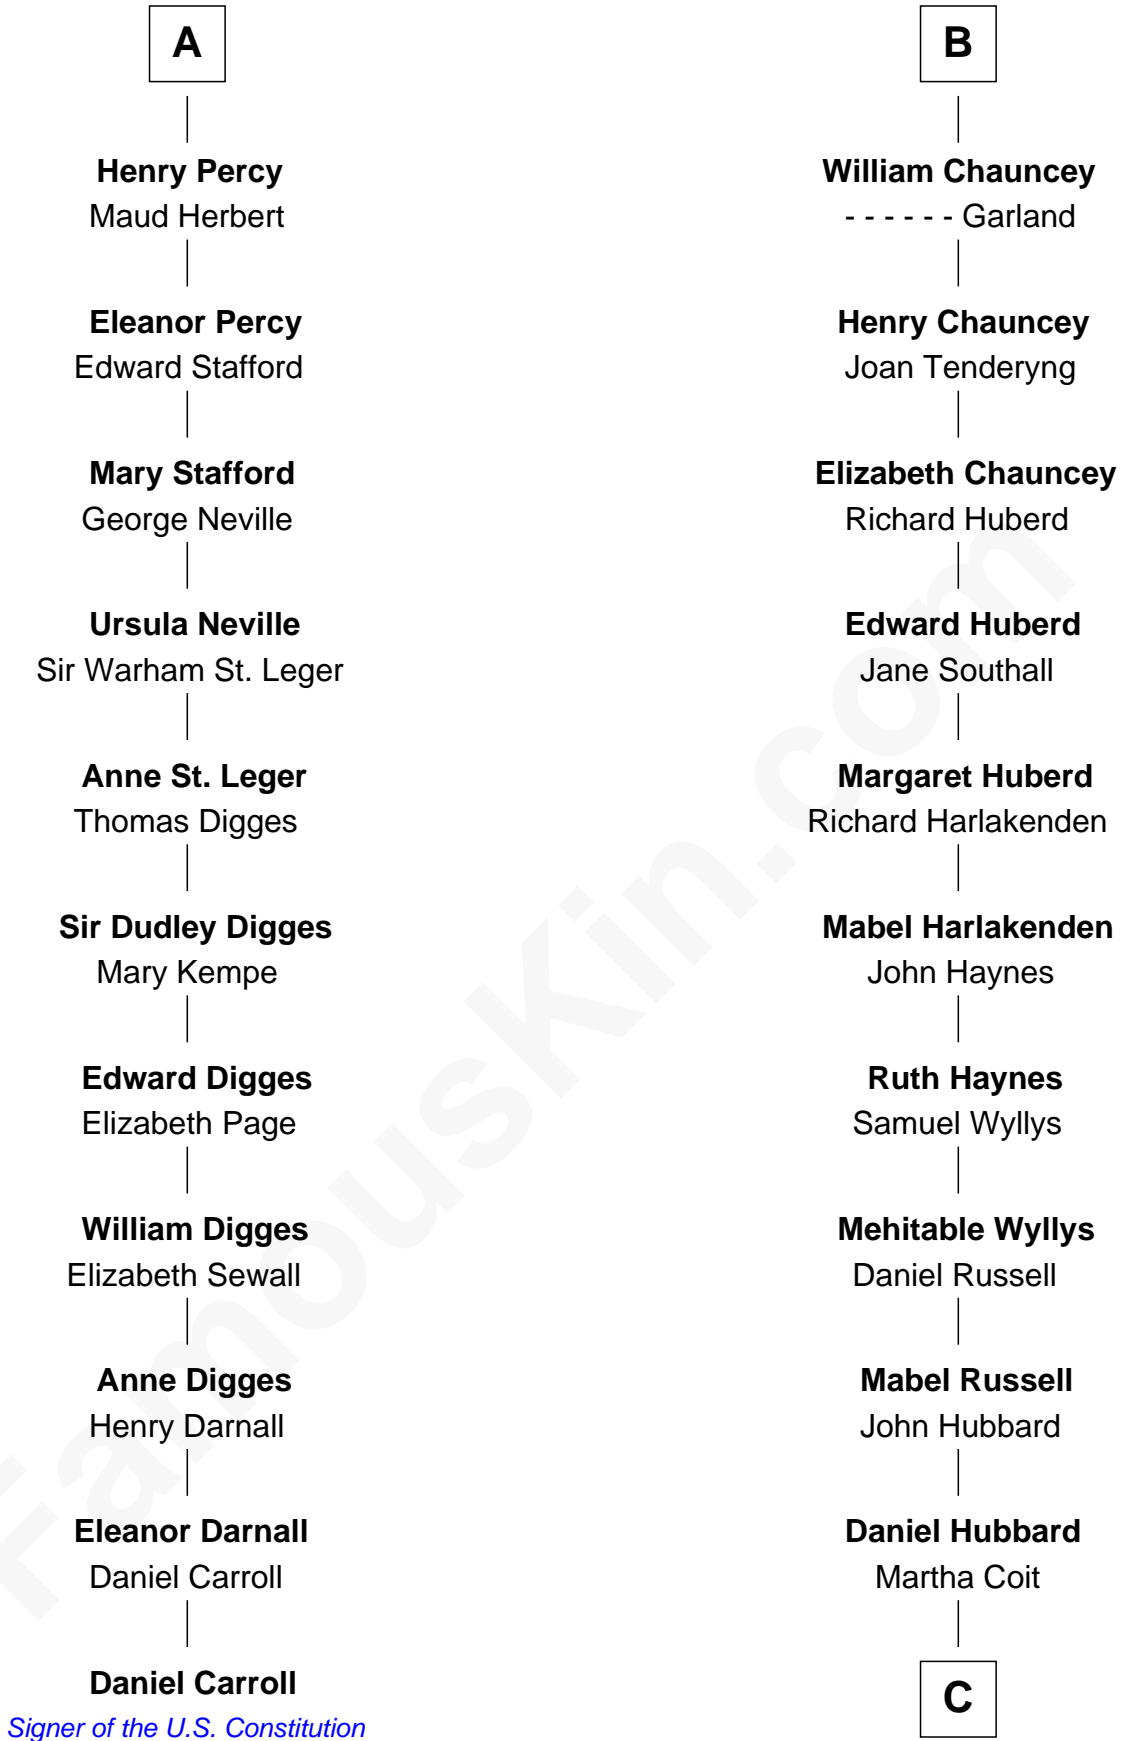 A
Henry Percy
Maud Herbert
Eleanor Percy
Edward Stafford
Mary Stafford
George Neville
Ursula Neville
Sir Warham St. Leger
Anne St. Leger
Thomas Digges
Sir Dudley Digges
Mary Kempe
Edward Digges
Elizabeth Page
William Digges
Elizabeth Sewall
Anne Digges
Henry Darnall
Eleanor Darnall
Daniel Carroll
Daniel Carroll
Signer of the U.S. Constitution
B
William Chauncey
- - - - - - Garland
Henry Chauncey
Joan Tenderyng
Elizabeth Chauncey
Richard Huberd
Edward Huberd
Jane Southall
Margaret Huberd
Richard Harlakenden
Mabel Harlakenden
John Haynes
Ruth Haynes
Samuel Wyllys
Mehitable Wyllys
Daniel Russell
Mabel Russell
John Hubbard
Daniel Hubbard
Martha Coit
C
FamousKin.com